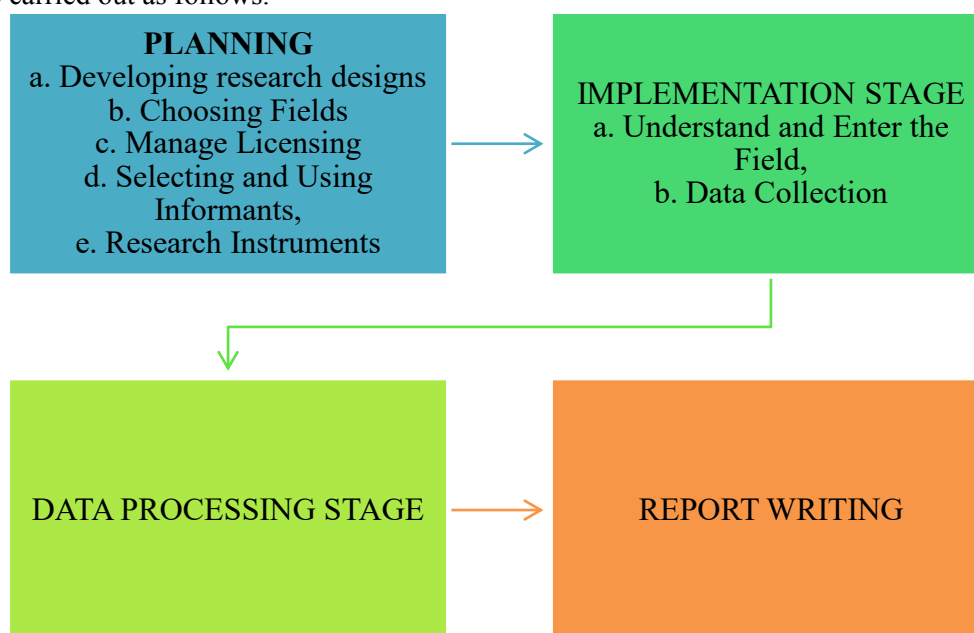 carried out as follows:
PLANNING
a. Developing research designs
b. Choosing Fields
c. Manage Licensing
d. Selecting and Using
Informants,
e. Research Instruments
IMPLEMENTATION STAGE
a. Understand and Enter the
Field,
b. Data Collection
DATA PROCESSING STAGE
REPORT WRITING